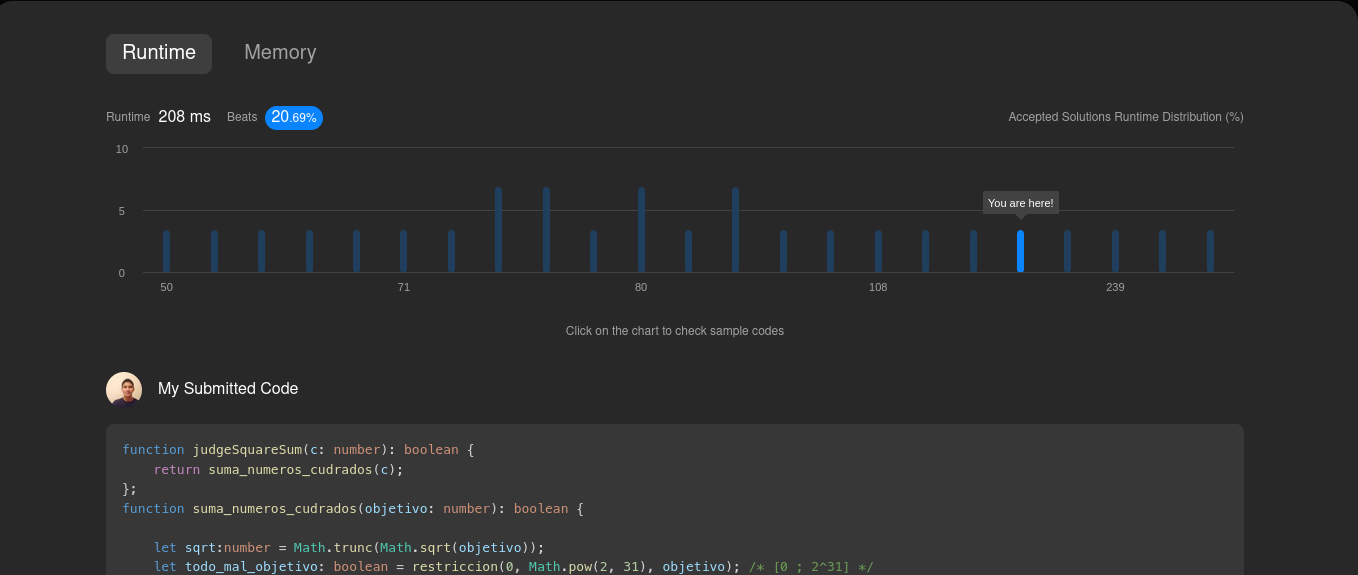 Runtime Memory
Runtime 208 ms Beats 20.69% Accepted Solutions Runtime Distribution (%)
10
You are here!
5
0
50 71 80 108 239
Click on the chart to check sample codes
My Submitted Code
function judgeSquareSum(c: number): boolean {
    return suma_numeros_cudrados(c);
};
function suma_numeros_cudrados(objetivo: number): boolean {
    let sqrt:number = Math.trunc(Math.sqrt(objetivo));
    let todo_mal_objetivo: boolean = restriccion(0, Math.pow(2, 31), objetivo); /* [0 ; 2^31] */